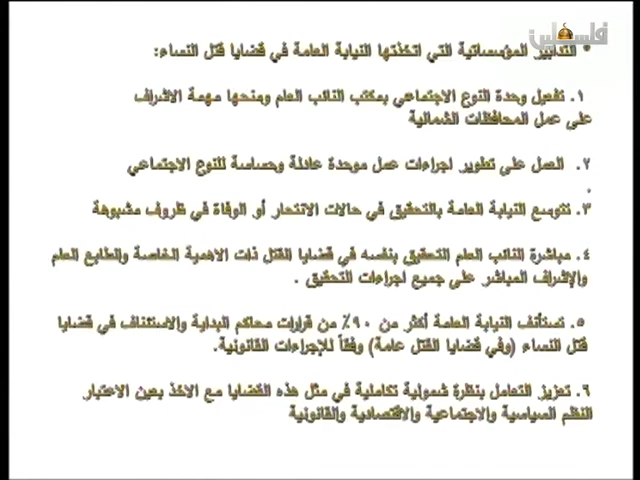 فلسطين
* التدابير المؤسساتية التي اتخذتها النيابة العامة في قضايا قتل النساء:
١. تفعيل وحدة النوع الاجتماعي بمكتب النائب العام ومنحها مهمة الاشراف
على عمل المحافظات الشمالية
٢. العمل على تطوير اجراءات عمل موحدة عادلة وحساسة للنوع الاجتماعي
.
٣. تتوسع النيابة العامة بالتحقيق في حالات الانتحار أو الوفاة في ظروف مشبوهة
٤. مباشرة النائب العام التحقيق بنفسه في قضايا القتل ذات الاهمية الخاصة والطابع العام
والإشراف المباشر على جميع اجراءات التحقيق .
٥. تستأنف النيابة العامة أكثر من ٩٠٪ من قرارات محاكم البداية والاستئناف في قضايا
قتل النساء (وفي قضايا القتل عامة) وفقاً للإجراءات القانونية.
٦. تعزيز التعامل بنظرة شمولية تكاملية في مثل هذه القضايا مع الاخذ بعين الاعتبار
النظم السياسية والاجتماعية والاقتصادية والقانونية